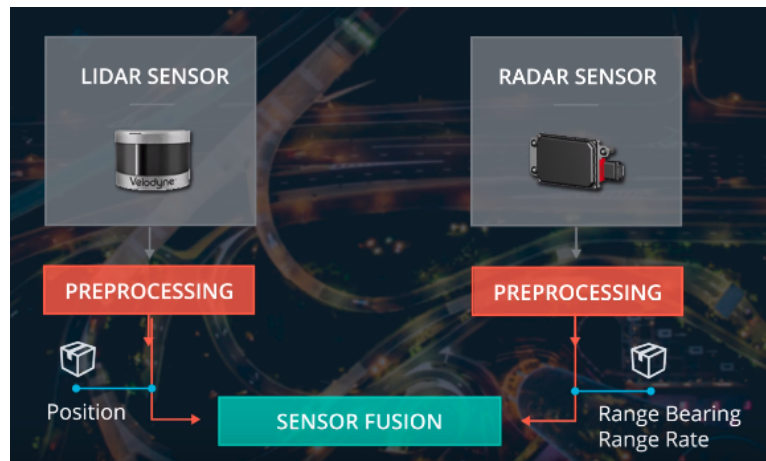 LIDAR SENSOR
RADAR SENSOR
Velodyne
PREPROCESSING
PREPROCESSING
Position
SENSOR FUSION
Range Bearing
Range Rate